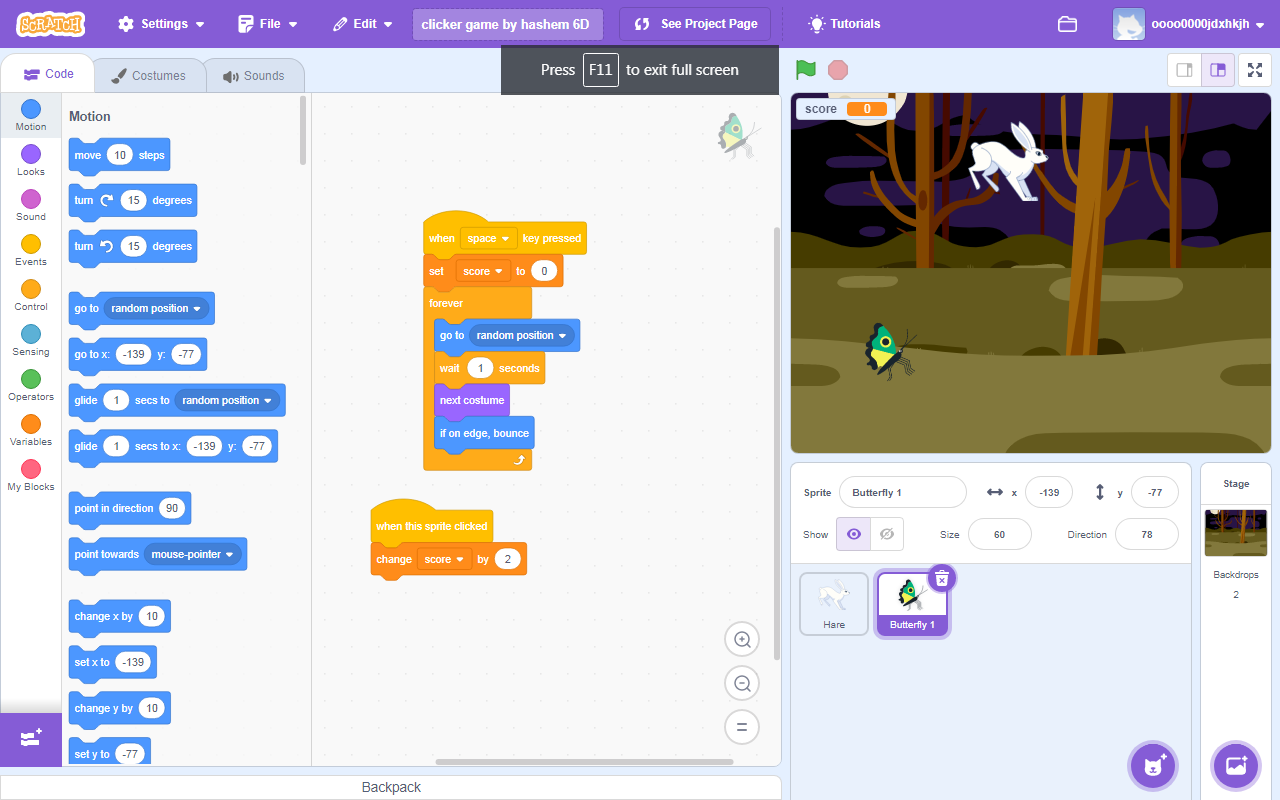 SCRATCH
Settings
File
Edit
clicker game by hashem 6D
See Project Page
Tutorials
oooo0000jdxhkjh
Press F11 to exit full screen
Code
Costumes
Sounds
Motion
Looks
Sound
Events
Control
Sensing
Operators
Variables
My Blocks
Motion
move 10 steps
turn 15 degrees
turn 15 degrees
go to random position
go to x: -139 y: -77
glide 1 secs to random position
glide 1 secs to x: -139 y: -77
point in direction 90
point towards mouse-pointer
change x by 10
set x to -139
change y by 10
set y to -77
when space key pressed
set score to 0
forever
go to random position
wait 1 seconds
next costume
if on edge, bounce
when this sprite clicked
change score by 2
Backpack
score 0
Sprite Butterfly 1 x -139 y -77
Show Size 60 Direction 78
Hare
Butterfly 1
Stage
Backdrops
2